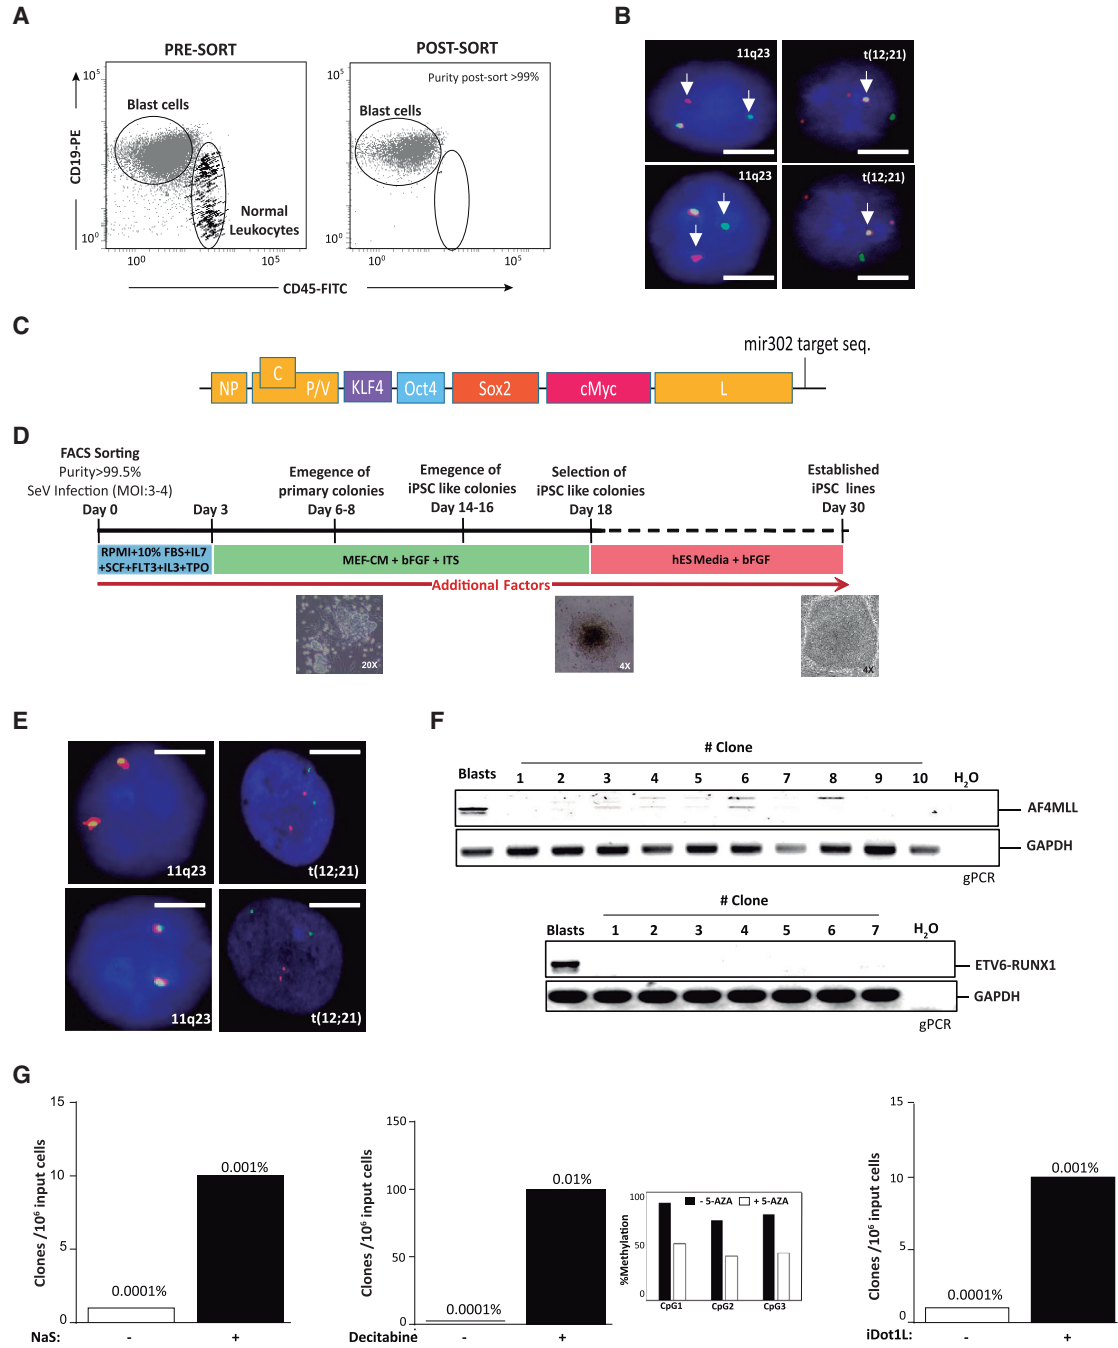 A
PRE-SORT
POST-SORT
10⁵
Blast cells
CD19-PE
Normal
Leukocytes
10⁰
10⁰
10⁵
10⁵
Purity post-sort >99%
Blast cells
10⁰
10⁰
10⁵
CD45-FITC
B
11q23
t(12;21)
11q23
t(12;21)
C
mir302 target seq.
NP
C
P/V
KLF4
Oct4
Sox2
cMyc
L
D
FACS Sorting
Purity>99.5%
SeV Infection (MOI:3-4)
Day 0
Day 3
Emegence of
primary colonies
Day 6-8
Emegence of
iPSC like colonies
Day 14-16
Selection of
iPSC like colonies
Day 18
Established
iPSC lines
Day 30
RPMI+10% FBS+IL7
+SCF+FLT3+IL3+TPO
MEF-CM + bFGF + ITS
hES Media + bFGF
Additional Factors
20X
4X
4X
E
11q23
t(12;21)
11q23
t(12;21)
F
# Clone
Blasts 1 2 3 4 5 6 7 8 9 10 H₂O
AF4MLL
GAPDH
gPCR
# Clone
Blasts 1 2 3 4 5 6 7 H₂O
ETV6-RUNX1
GAPDH
gPCR
G
Clones /10⁶ input cells
15
10
5
0
0.0001%
0.001%
NaS: - +
Clones /10⁶ input cells
150
100
50
0
0.0001%
0.01%
Decitabine - +
%Methylation
100
50
0
- 5-AZA + 5-AZA
CpG1 CpG2 CpG3
Clones /10⁶ input cells
15
10
5
0
0.0001%
0.001%
iDot1L: - +